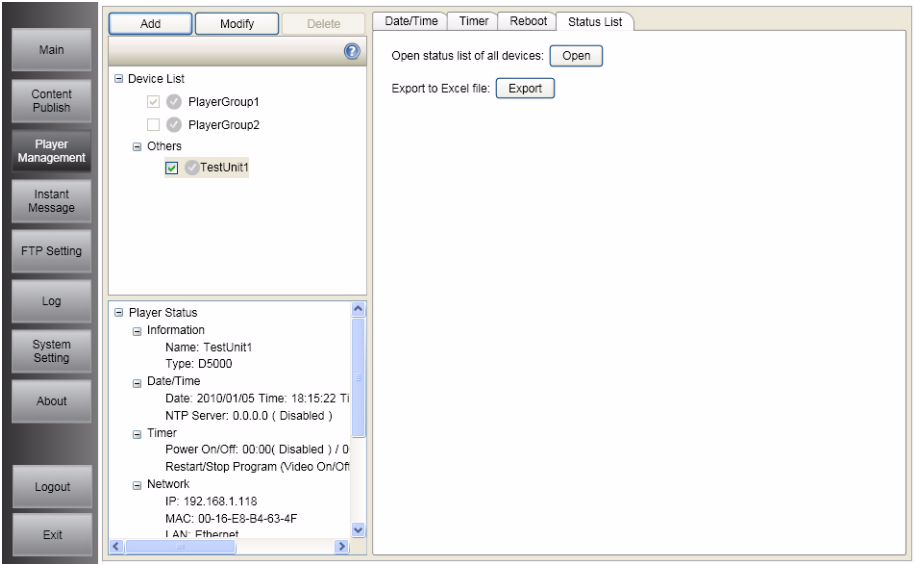 Main
Content
Publish
Player
Management
Instant
Message
FTP Setting
Log
System
Setting
About
Logout
Exit
Add Modify Delete
?
Device List
PlayerGroup1
PlayerGroup2
Others
TestUnit1
Player Status
Information
Name: TestUnit1
Type: D5000
Date/Time
Date: 2010/01/05 Time: 18:15:22 Ti
NTP Server: 0.0.0.0 ( Disabled )
Timer
Power On/Off: 00:00( Disabled ) / 0
Restart/Stop Program (Video On/Off
Network
IP: 192.168.1.118
MAC: 00-16-E8-B4-63-4F
LAN: Ethernet
Date/Time Timer Reboot Status List
Open status list of all devices: Open
Export to Excel file: Export